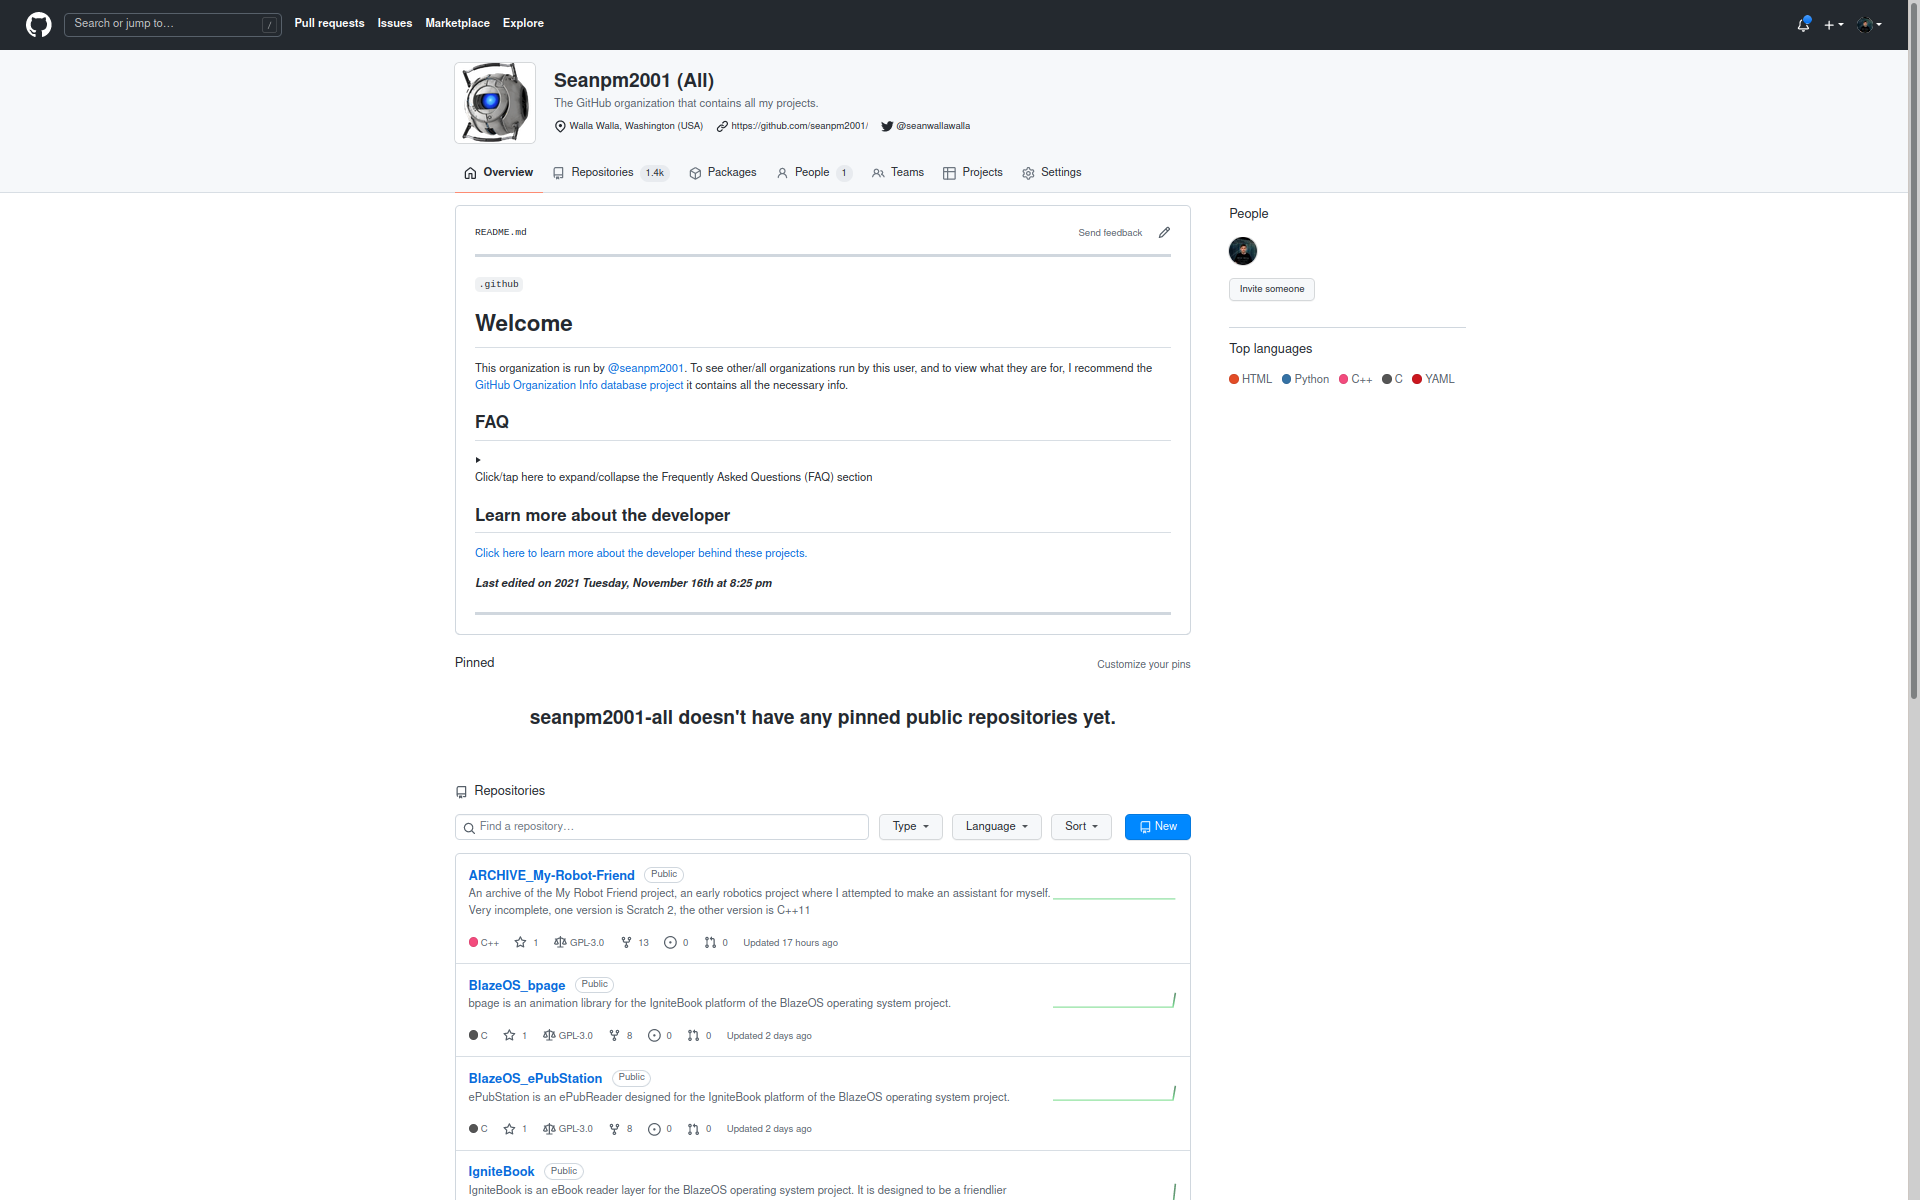 Search or jump to… / Pull requests Issues Marketplace Explore
Seanpm2001 (All)
The GitHub organization that contains all my projects.
Walla Walla, Washington (USA) https://github.com/seanpm2001/ @seanwallawalla
Overview Repositories 1.4k Packages People 1 Teams Projects Settings
README.md Send feedback
.github
Welcome
This organization is run by @seanpm2001. To see other/all organizations run by this user, and to view what they are for, I recommend the
GitHub Organization Info database project it contains all the necessary info.
FAQ
Click/tap here to expand/collapse the Frequently Asked Questions (FAQ) section
Learn more about the developer
Click here to learn more about the developer behind these projects.
Last edited on 2021 Tuesday, November 16th at 8:25 pm
People
Invite someone
Top languages
HTML Python C++ C YAML
Pinned Customize your pins
seanpm2001-all doesn't have any pinned public repositories yet.
Repositories
Find a repository… Type Language Sort New
ARCHIVE_My-Robot-Friend Public
An archive of the My Robot Friend project, an early robotics project where I attempted to make an assistant for myself.
Very incomplete, one version is Scratch 2, the other version is C++11
C++ 1 GPL-3.0 13 0 0 Updated 17 hours ago
BlazeOS_bpage Public
bpage is an animation library for the IgniteBook platform of the BlazeOS operating system project.
C 1 GPL-3.0 8 0 0 Updated 2 days ago
BlazeOS_ePubStation Public
ePubStation is an ePubReader designed for the IgniteBook platform of the BlazeOS operating system project.
C 1 GPL-3.0 8 0 0 Updated 2 days ago
IgniteBook Public
IgniteBook is an eBook reader layer for the BlazeOS operating system project. It is designed to be a friendlier